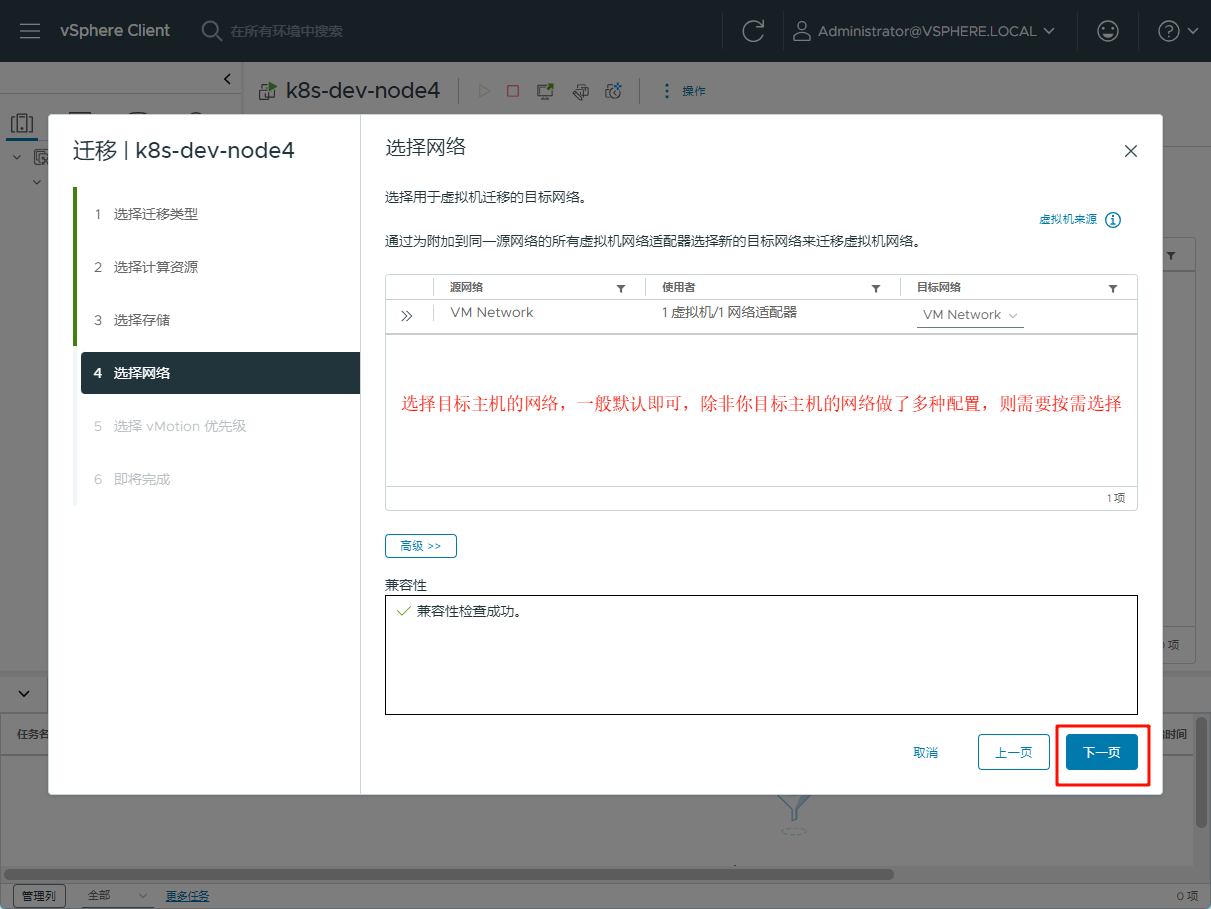 vSphere Client
在所有环境中搜索
Administrator@VSPHERE.LOCAL
k8s-dev-node4
操作
迁移 | k8s-dev-node4
1 选择迁移类型
2 选择计算资源
3 选择存储
4 选择网络
5 选择 vMotion 优先级
6 即将完成
选择网络
选择用于虚拟机迁移的目标网络。
虚拟机来源
通过为附加到同一源网络的所有虚拟机网络适配器选择新的目标网络来迁移虚拟机网络。
源网络 使用者 目标网络
VM Network 1 虚拟机/1 网络适配器 VM Network
选择目标主机的网络，一般默认即可，除非你目标主机的网络做了多种配置，则需要按需选择
1 项
高级 >>
兼容性
兼容性检查成功。
取消 上一页 下一页
项
任务名 时间
管理列 全部 更多任务 0 项